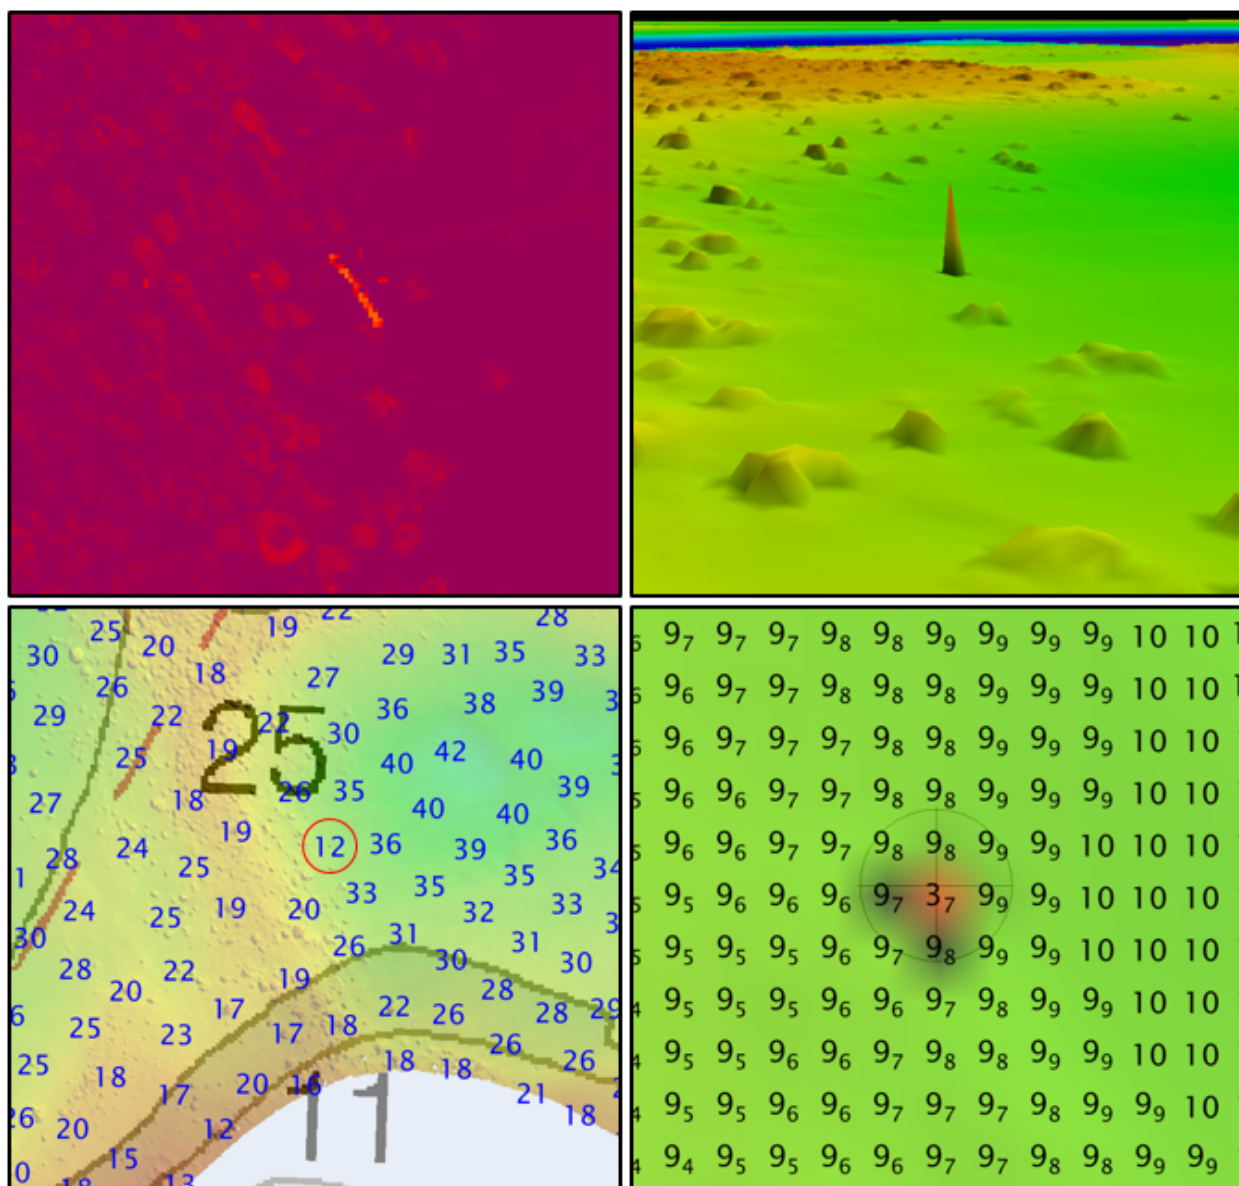 22 28
25 19
20
30 29 31 35 33
18 27
26 39
29 22 22 36 38
25 30
25 19 40 42 40
27 18 26 35 39
19 40 40
28 24 12 36 39 36
25 35 35 34
24 25 19 20 33 32 33
30 26 31 31
28 22 19 30 30
20 28
17 22 26 28 29
25 23 17 18 26
25 18 18 26
18 17 20 16 21
26 20 12 11 18
15
18 13
9₇ 9₇ 9₇ 9₈ 9₈ 9₉ 9₉ 9₉ 9₉ 10 10
9₆ 9₇ 9₇ 9₈ 9₈ 9₈ 9₉ 9₉ 9₉ 10 10
9₆ 9₇ 9₇ 9₇ 9₈ 9₈ 9₉ 9₉ 9₉ 10 10
9₆ 9₆ 9₇ 9₇ 9₈ 9₈ 9₉ 9₉ 9₉ 10 10
9₆ 9₆ 9₇ 9₇ 9₈ 9₈ 9₉ 9₉ 10 10 10
9₅ 9₆ 9₆ 9₆ 9₇ 3₇ 9₉ 9₉ 10 10 10
9₅ 9₅ 9₅ 9₆ 9₇ 9₈ 9₉ 9₉ 10 10 10
9₅ 9₅ 9₆ 9₆ 9₆ 9₇ 9₈ 9₉ 9₉ 10 10
9₅ 9₅ 9₆ 9₆ 9₇ 9₈ 9₈ 9₉ 9₉ 10 10
9₅ 9₅ 9₆ 9₆ 9₇ 9₇ 9₇ 9₈ 9₉ 9₉ 10
9₄ 9₅ 9₅ 9₆ 9₆ 9₇ 9₇ 9₈ 9₈ 9₉ 9₉